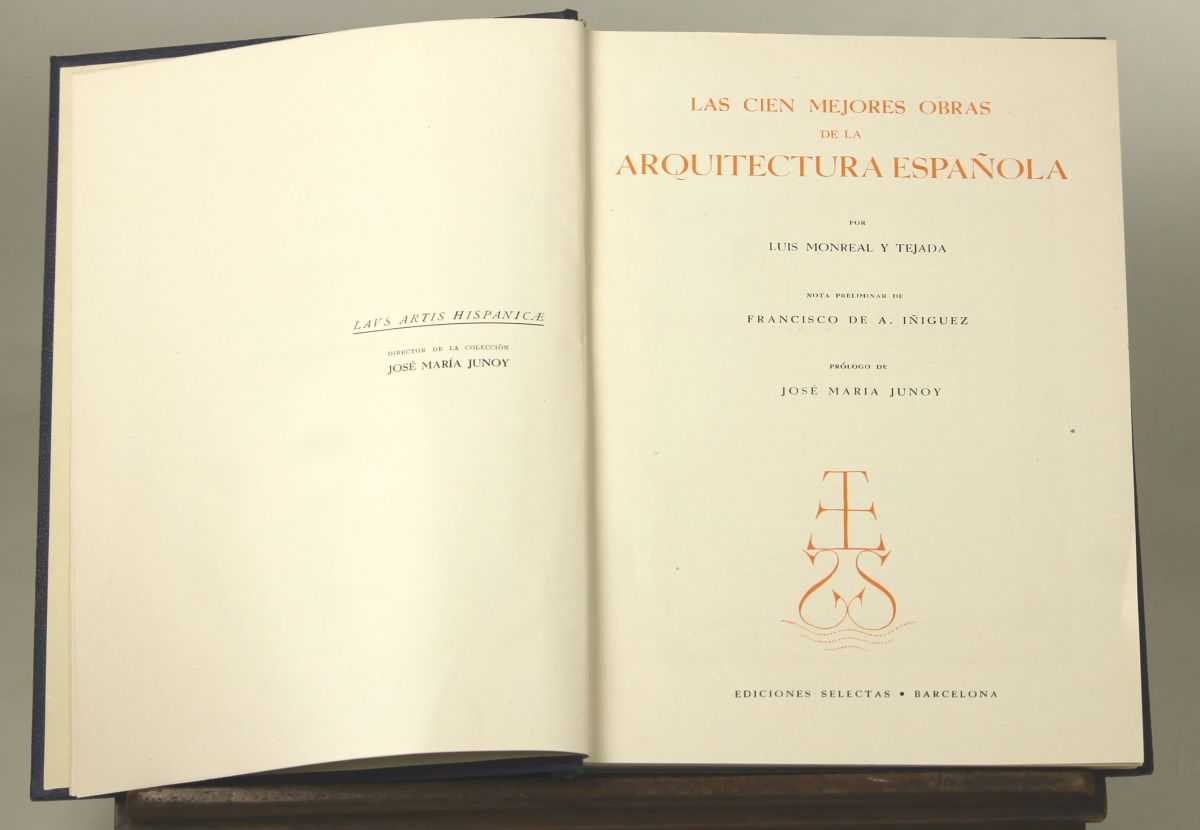 LAVS ARTIS HISPANICÆ
DIRECTOR DE LA COLECCIÓN
JOSÉ MARÍA JUNOY
LAS CIEN MEJORES OBRAS
DE LA
ARQUITECTURA ESPAÑOLA
POR
LUIS MONREAL Y TEJADA
NOTA PRELIMINAR DE
FRANCISCO DE A. IÑIGUEZ
PRÓLOGO DE
JOSÉ MARIA JUNOY
EDICIONES SELECTAS • BARCELONA